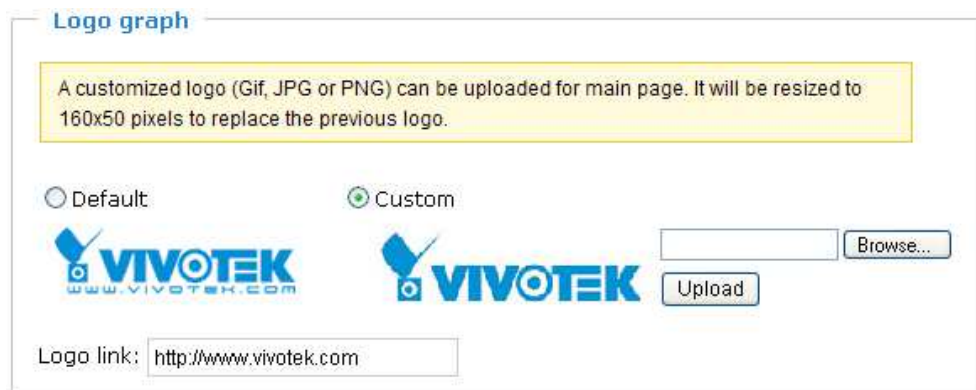 Logo graph
A customized logo (Gif, JPG or PNG) can be uploaded for main page. It will be resized to
160x50 pixels to replace the previous logo.
Default
Custom
VIVOTEK
www.vivotek.com
VIVOTEK
Browse...
Upload
Logo link: http://www.vivotek.com